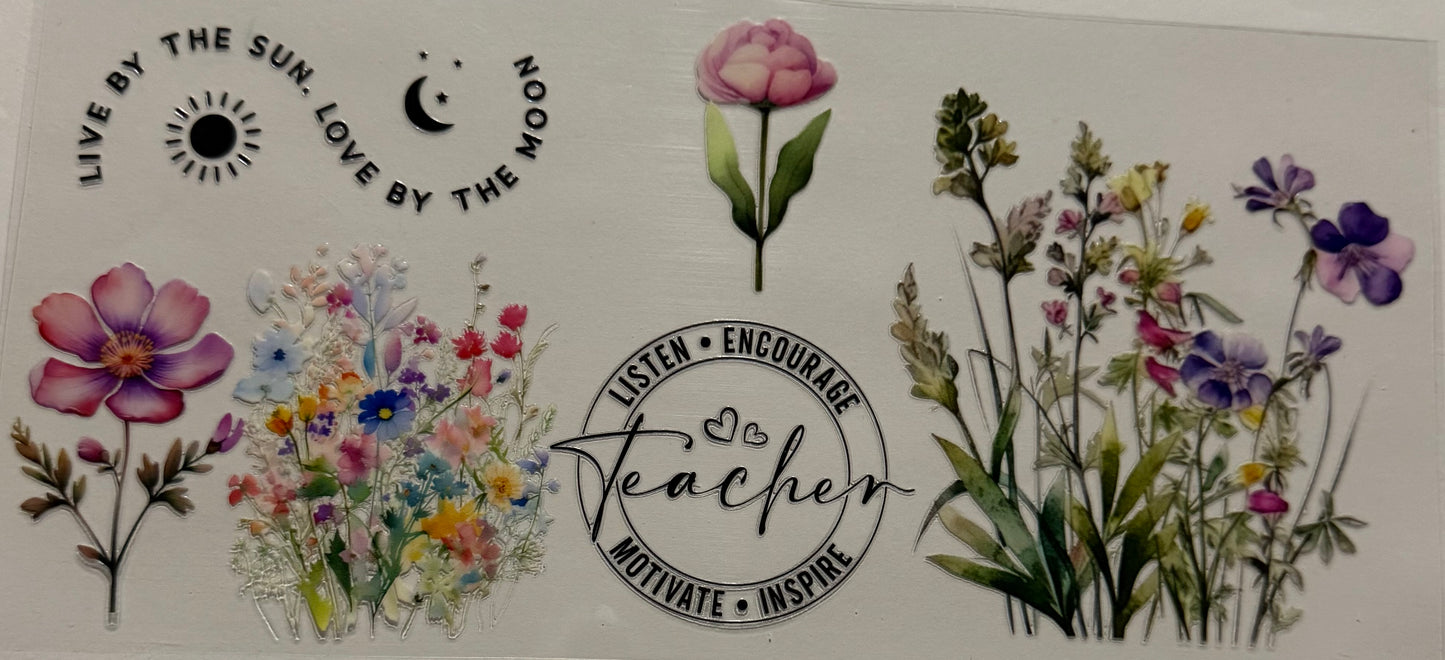 LIVE BY THE SUN. LOVE BY THE MOON
LISTEN • ENCOURAGE
Teacher
MOTIVATE • INSPIRE